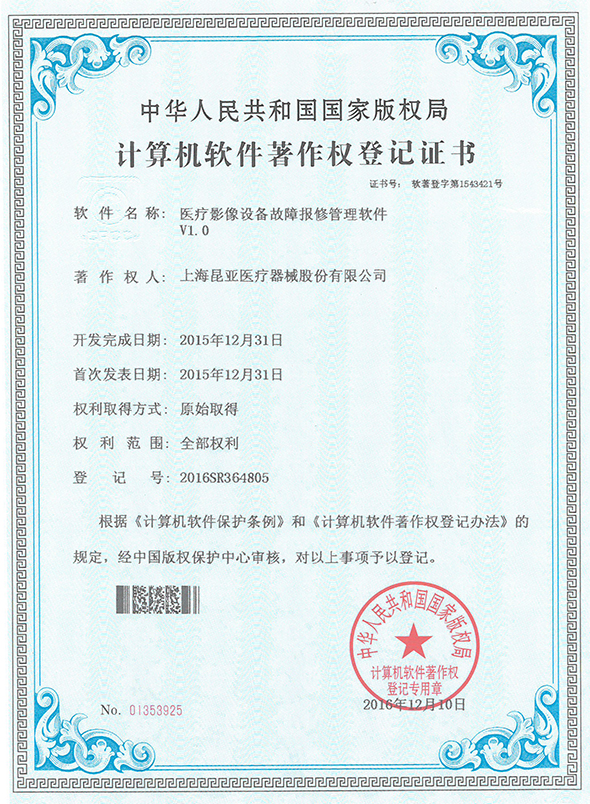 中华人民共和国国家版权局
计算机软件著作权登记证书
证书号： 软著登字第1543421号
软件名称： 医疗影像设备故障报修管理软件
V1.0
著作权人： 上海昆亚医疗器械股份有限公司
开发完成日期： 2015年12月31日
首次发表日期： 2015年12月31日
权利取得方式： 原始取得
权利范围： 全部权利
登记号： 2016SR364805
根据《计算机软件保护条例》和《计算机软件著作权登记办法》的
规定，经中国版权保护中心审核，对以上事项予以登记。
中华人民共和国国家版权局
计算机软件著作权
登记专用章
No. 01353925
2016年12月10日